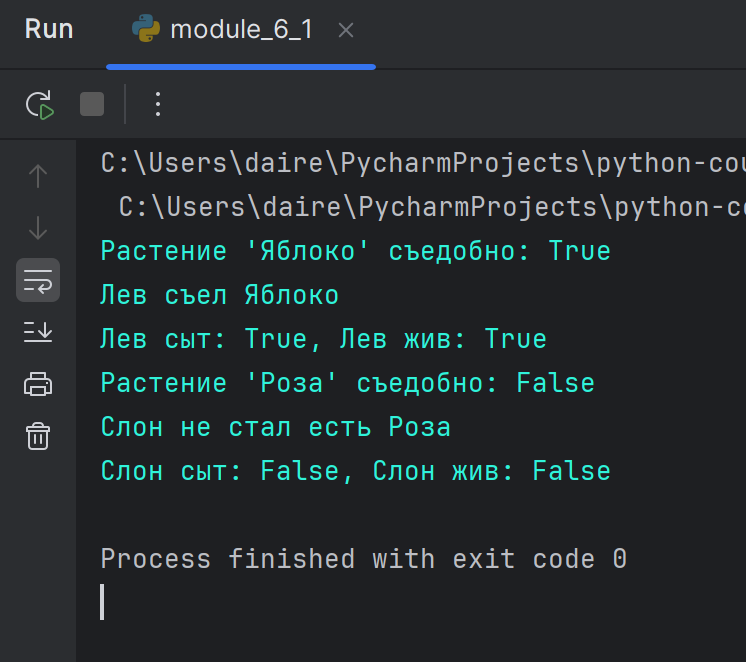 Run module_6_1
C:\Users\daire\PycharmProjects\python-cou
C:\Users\daire\PycharmProjects\python-co
Растение 'Яблоко' съедобно: True
Лев съел Яблоко
Лев сыт: True, Лев жив: True
Растение 'Роза' съедобно: False
Слон не стал есть Роза
Слон сыт: False, Слон жив: False
Process finished with exit code 0